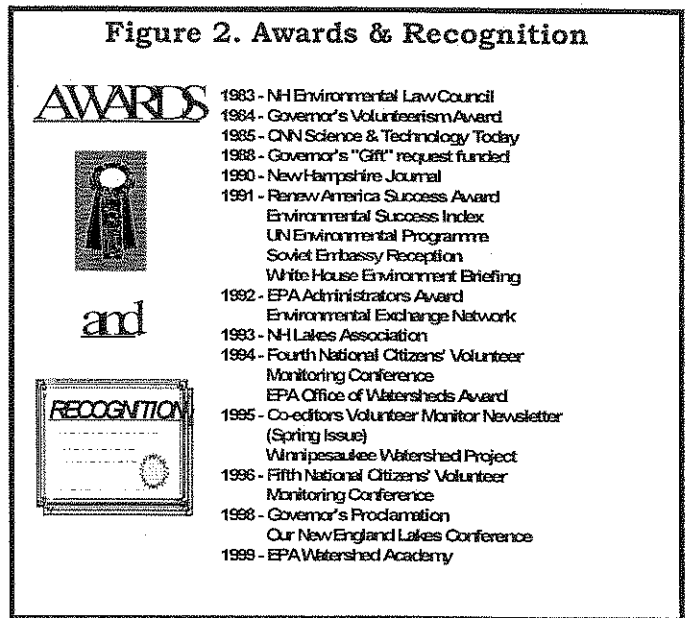 Figure 2. Awards & Recognition
AWARDS
and
RECOGNITION
1983 - NH Environmental Law Council
1984 - Governor's Volunteerism Award
1985 - CNN Science & Technology Today
1988 - Governor's "Gift" request funded
1990 - New Hampshire Journal
1991 - Renew America Success Award
Environmental Success Index
UN Environmental Programme
Soviet Embassy Reception
White House Environment Briefing
1992 - EPA Administrators Award
Environmental Exchange Network
1993 - NH Lakes Association
1994 - Fourth National Citizens' Volunteer
Monitoring Conference
EPA Office of Watersheds Award
1995 - Co-editors Volunteer Monitor Newsletter
(Spring Issue)
Winnipesaukee Watershed Project
1996 - Fifth National Citizens' Volunteer
Monitoring Conference
1998 - Governor's Proclamation
Our New England Lakes Conference
1999 - EPA Watershed Academy